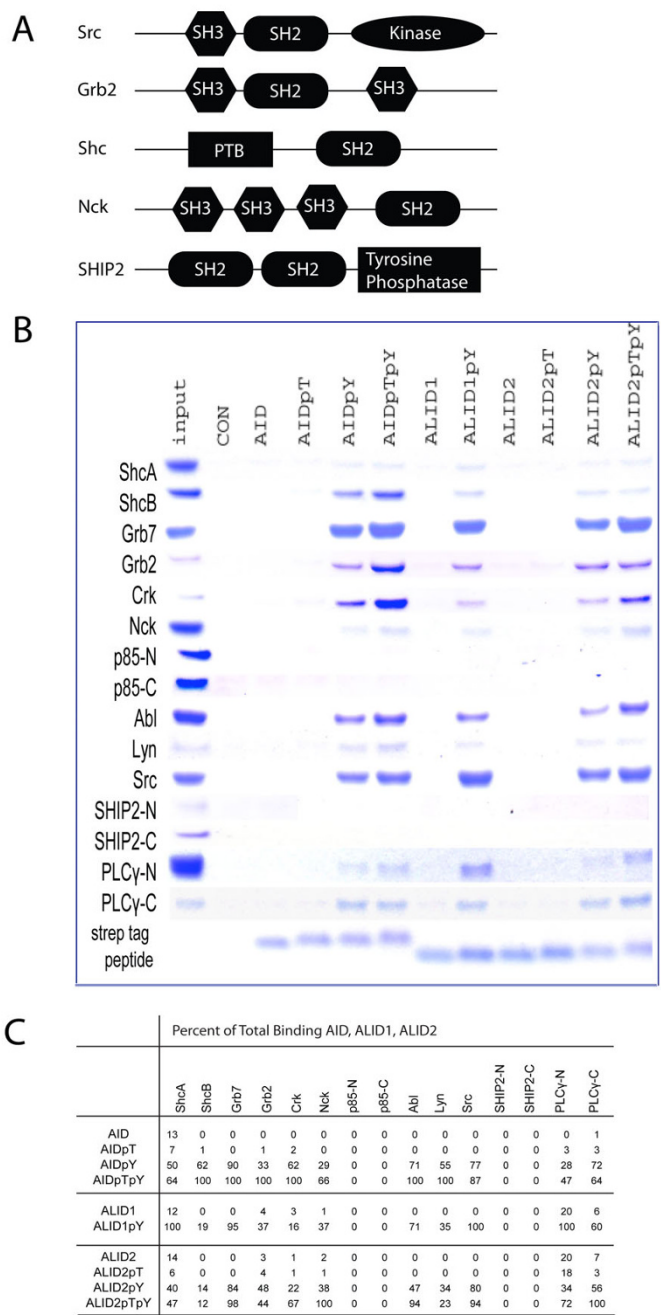 A
Src SH3 SH2 Kinase
Grb2 SH3 SH2 SH3
Shc PTB SH2
Nck SH3 SH3 SH3 SH2
SHIP2 SH2 SH2 Tyrosine
Phosphatase
B
input CON AID AIDpT AIDpY AIDpTpY ALID1 ALID1pY ALID2 ALID2pT ALID2pY ALID2pTpY
ShcA
ShcB
Grb7
Grb2
Crk
Nck
p85-N
p85-C
Abl
Lyn
Src
SHIP2-N
SHIP2-C
PLCγ-N
PLCγ-C
strep tag
peptide
C
Percent of Total Binding AID, ALID1, ALID2
ShcA ShcB Grb7 Grb2 Crk Nck p85-N p85-C Abl Lyn Src SHIP2-N SHIP2-C PLCγ-N PLCγ-C
AID 13 0 0 0 0 0 0 0 0 0 0 0 0 0 1
AIDpT 7 1 0 1 2 0 0 0 0 0 0 0 0 3 3
AIDpY 50 62 90 33 62 29 0 0 71 55 77 0 0 28 72
AIDpTpY 64 100 100 100 100 66 0 0 100 100 87 0 0 47 64
ALID1 12 0 0 4 3 1 0 0 0 0 0 0 0 20 6
ALID1pY 100 19 95 37 16 37 0 0 71 35 100 0 0 100 60
ALID2 14 0 0 3 1 2 0 0 0 0 0 0 0 20 7
ALID2pT 6 0 0 4 1 1 0 0 0 0 0 0 0 18 3
ALID2pY 40 14 84 48 22 38 0 0 47 34 80 0 0 34 56
ALID2pTpY 47 12 98 44 67 100 0 0 94 23 94 0 0 72 100